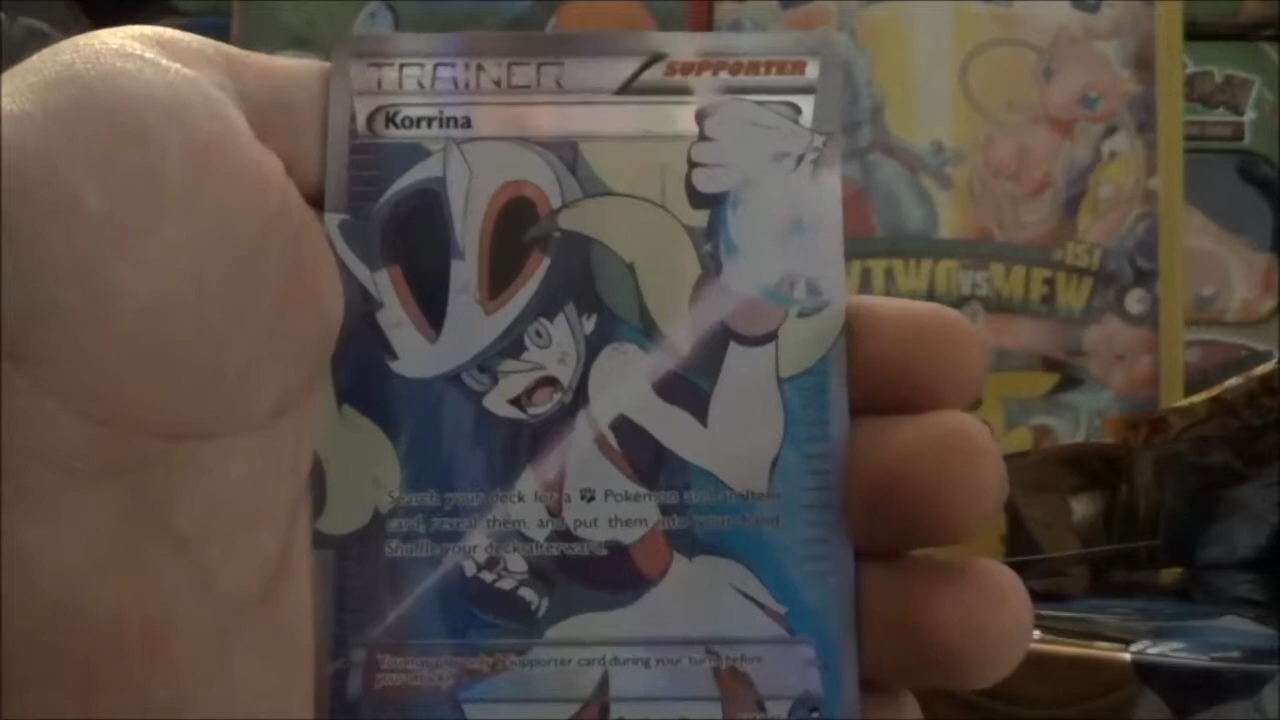 TRAINER SUPPORTER
Korrina
Search your deck for a Pokémon and an Item
card, reveal them, and put them into your hand.
Shuffle your deck afterward.
You may play only 1 Supporter card during your turn (before
your attack).
VS MEW